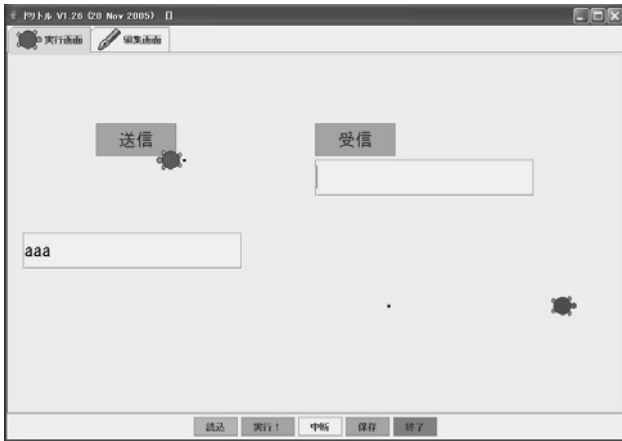 ドリトル V1.26 (20 Nov 2005)
実行画面 編集画面
送信 受信
aaa
読込 実行！ 中断 保存 終了